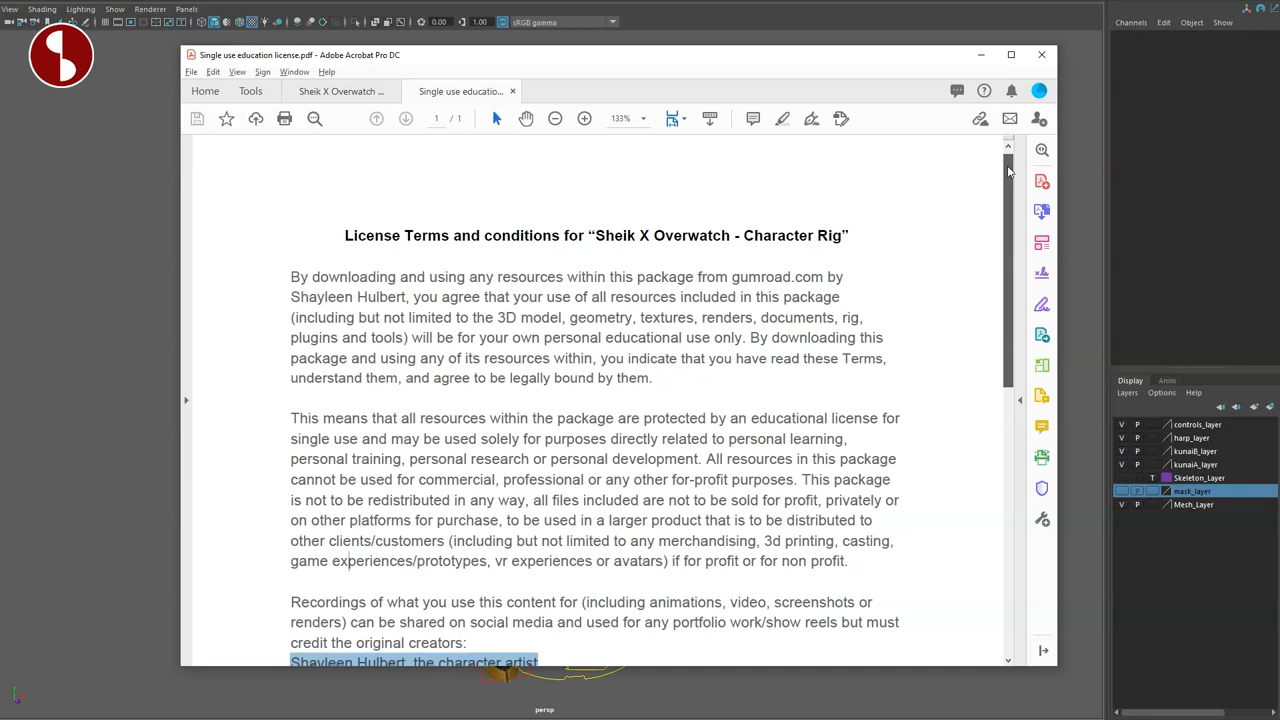 View Shading Lighting Show Renderer Panels
0.00 1.00 sRGB gamma
Channels Edit Object Show
Single use education license.pdf - Adobe Acrobat Pro DC
File Edit View Sign Window Help
Home Tools Sheik X Overwatch ... Single use educatio... ×
1 / 1 133%
License Terms and conditions for “Sheik X Overwatch - Character Rig”
By downloading and using any resources within this package from gumroad.com by
Shayleen Hulbert, you agree that your use of all resources included in this package
(including but not limited to the 3D model, geometry, textures, renders, documents, rig,
plugins and tools) will be for your own personal educational use only. By downloading this
package and using any of its resources within, you indicate that you have read these Terms,
understand them, and agree to be legally bound by them.
This means that all resources within the package are protected by an educational license for
single use and may be used solely for purposes directly related to personal learning,
personal training, personal research or personal development. All resources in this package
cannot be used for commercial, professional or any other for-profit purposes. This package
is not to be redistributed in any way, all files included are not to be sold for profit, privately or
on other platforms for purchase, to be used in a larger product that is to be distributed to
other clients/customers (including but not limited to any merchandising, 3d printing, casting,
game experiences/prototypes, vr experiences or avatars) if for profit or for non profit.
Recordings of what you use this content for (including animations, video, screenshots or
renders) can be shared on social media and used for any portfolio work/show reels but must
credit the original creators:
Shayleen Hulbert, the character artist
Display Anim
Layers Options Help
V P controls_layer
V P harp_layer
V P kunaiB_layer
V P kunaiA_layer
T Skeleton_Layer
P mask_layer
V P Mesh_Layer
persp